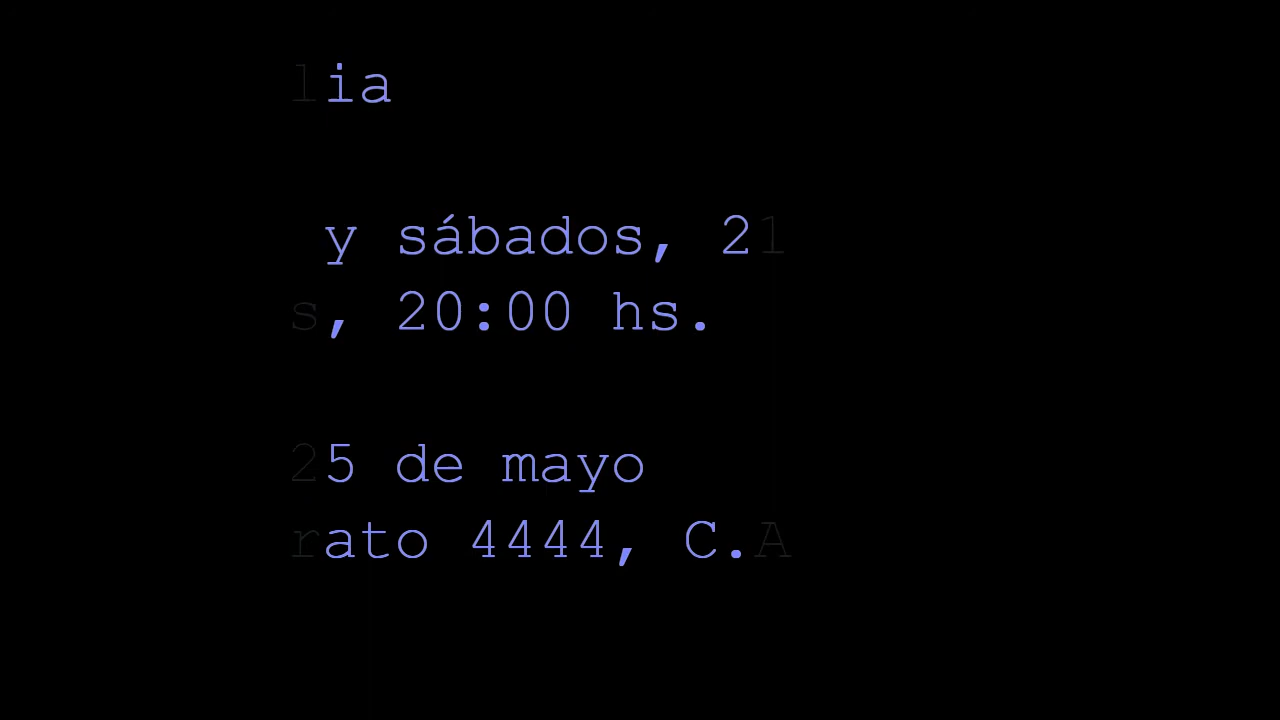 lia
y sábados, 21
s, 20:00 hs.
25 de mayo
rato 4444, C.A